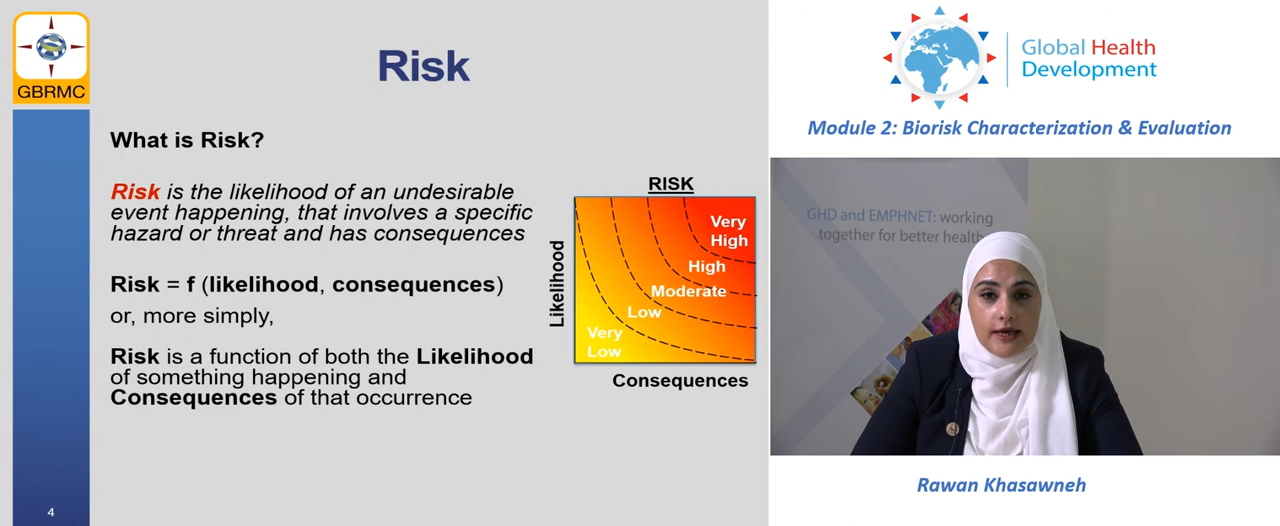 GBRMC
Risk
What is Risk?
Risk is the likelihood of an undesirable
event happening, that involves a specific
hazard or threat and has consequences
Risk = f (likelihood, consequences)
or, more simply,
Risk is a function of both the Likelihood
of something happening and
Consequences of that occurrence
RISK
Likelihood
Very
High
High
Moderate
Low
Very
Low
Consequences
4
Global Health
Development
Module 2: Biorisk Characterization & Evaluation
GHD and EMPHNET: working
together for better health
Rawan Khasawneh